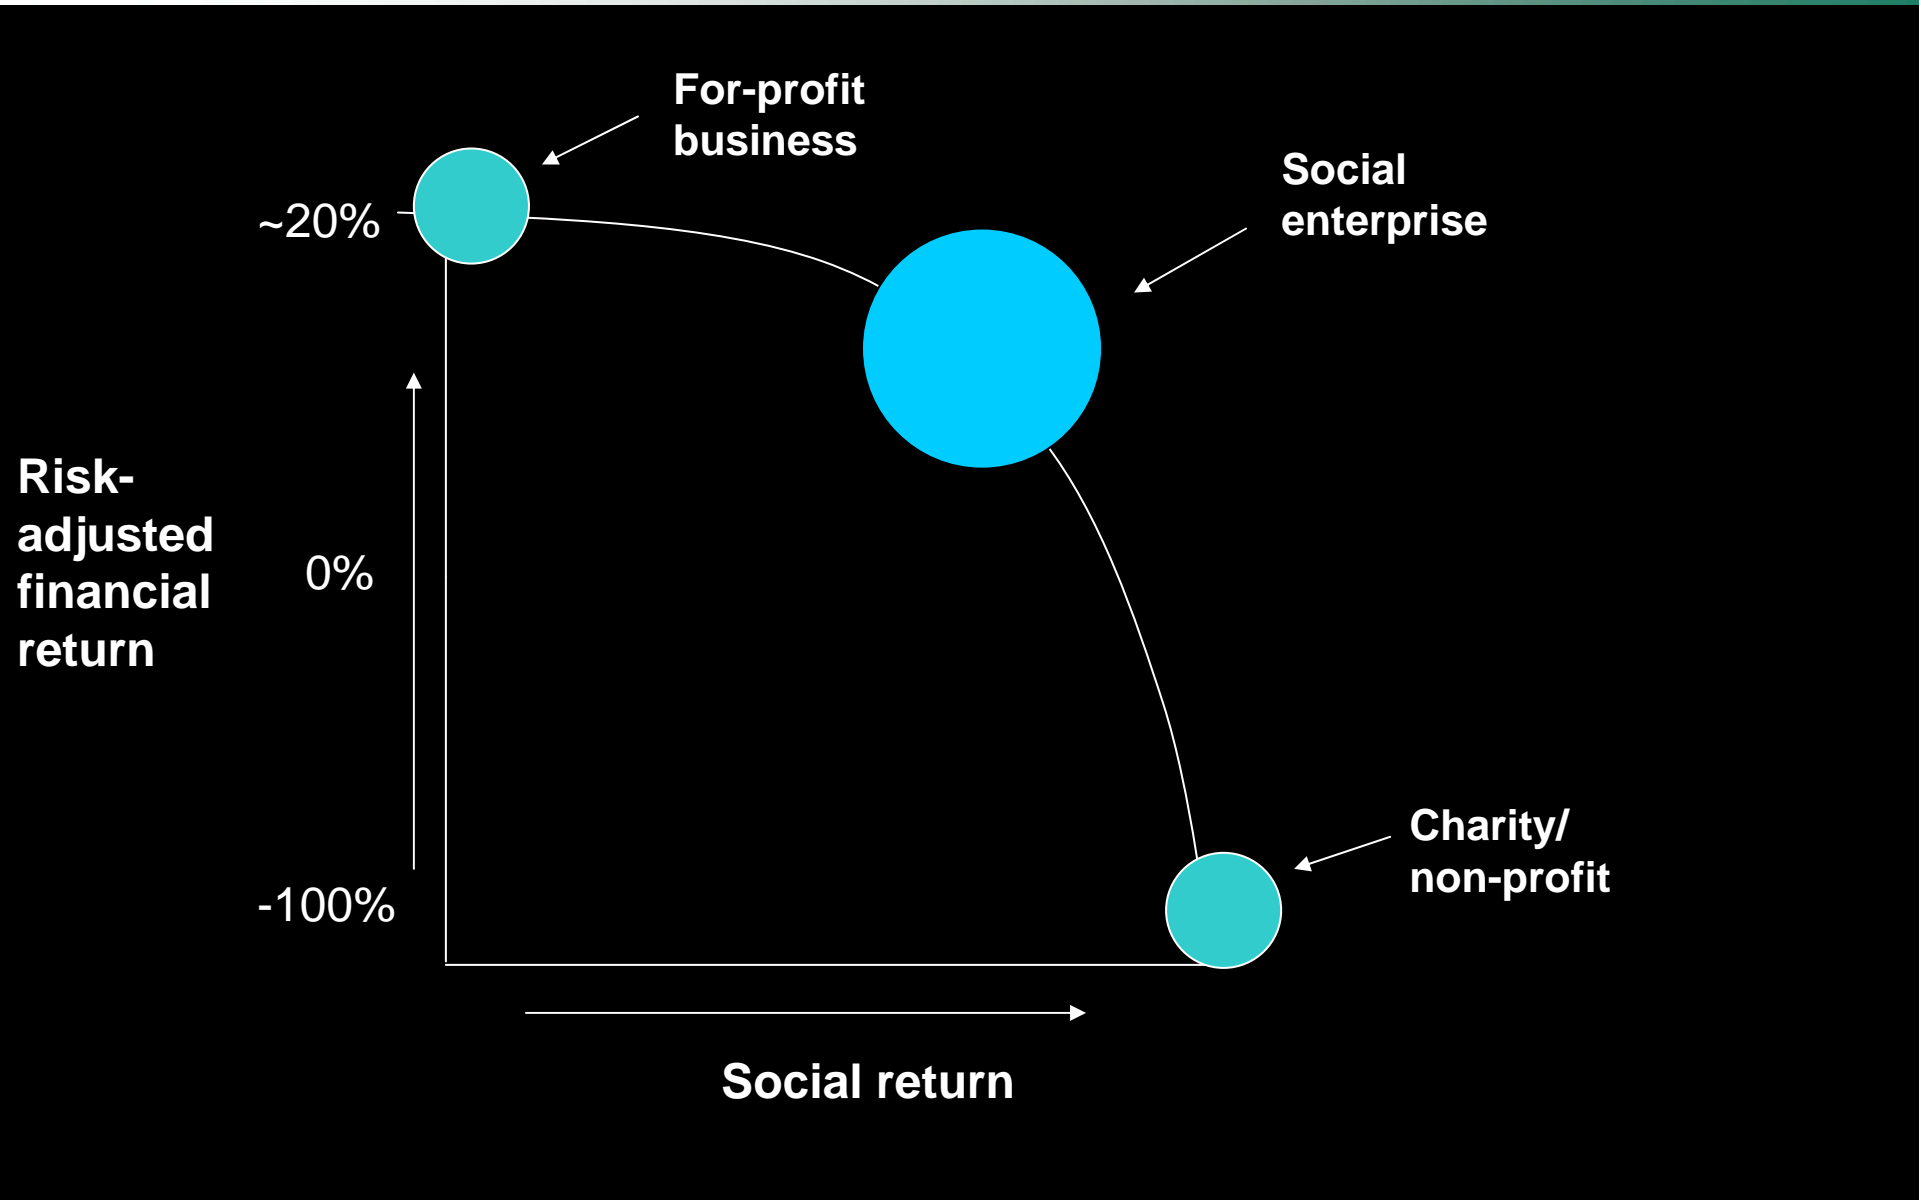 For-profit
business
Social
enterprise
~20%
Risk-
adjusted
financial
return
0%
-100%
Charity/
non-profit
Social return